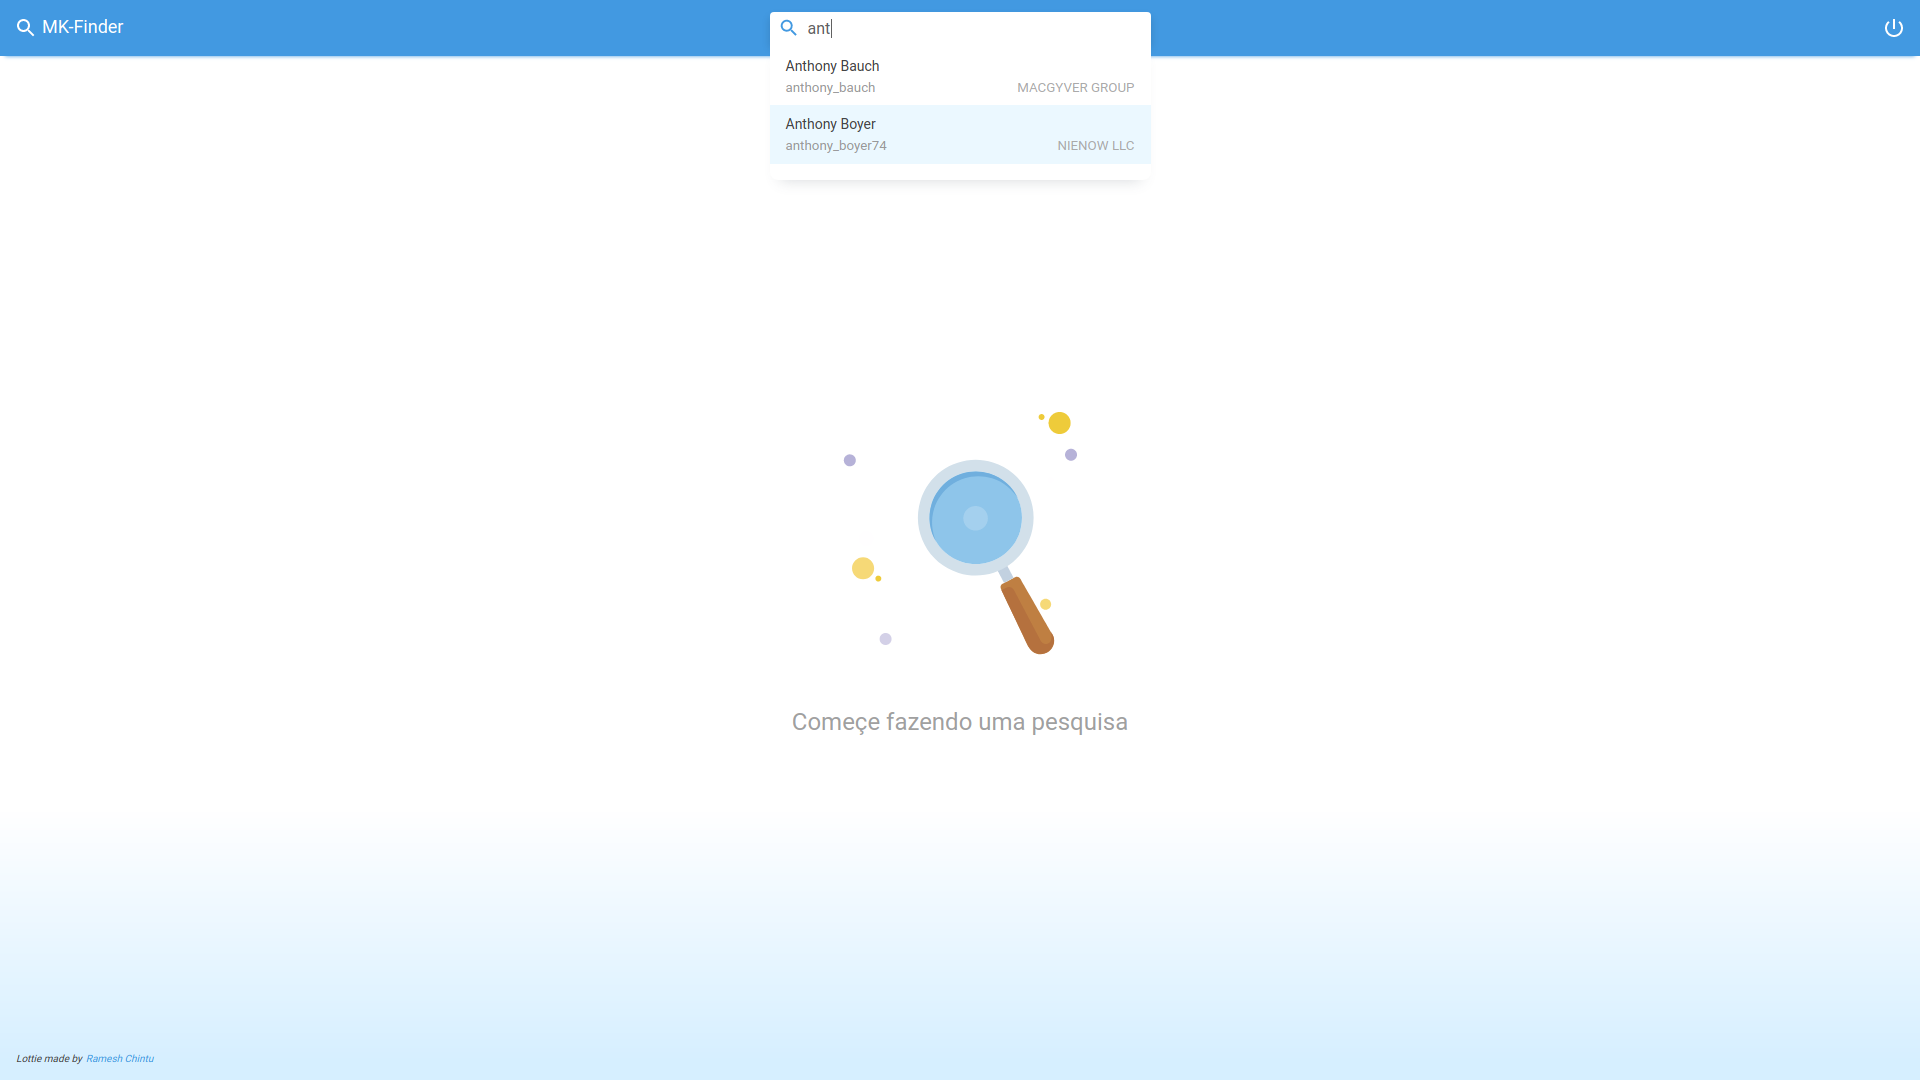 MK-Finder
ant
Anthony Bauch
anthony_bauch MACGYVER GROUP
Anthony Boyer
anthony_boyer74 NIENOW LLC
Começe fazendo uma pesquisa
Lottie made by Ramesh Chintu